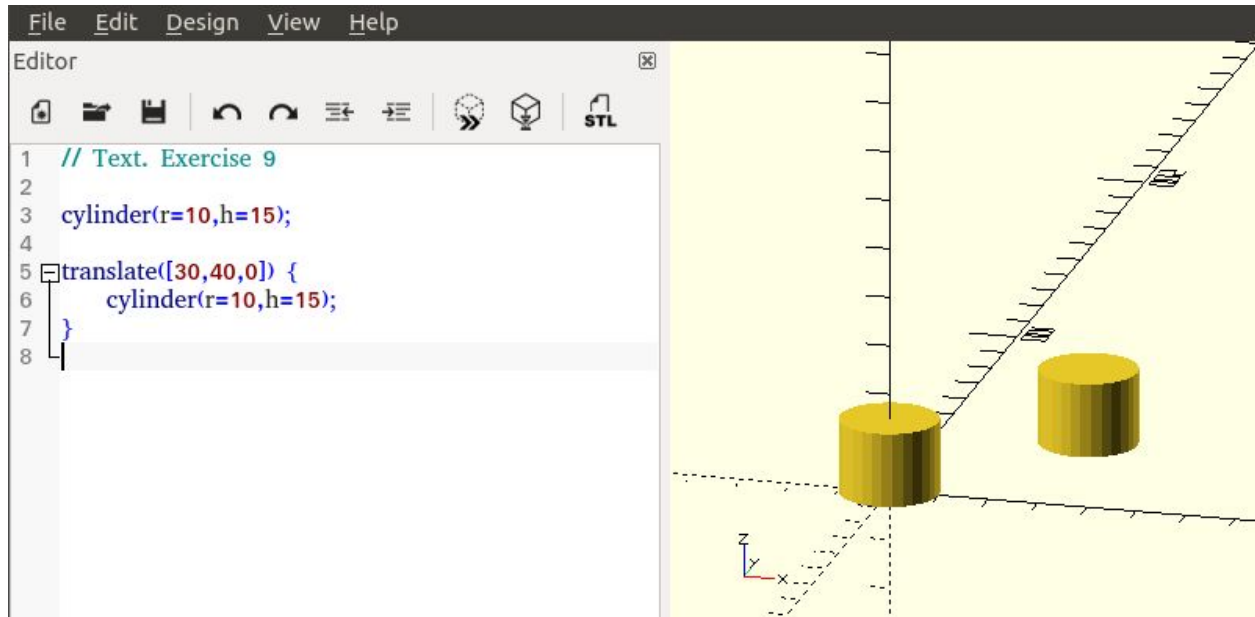 File Edit Design View Help
Editor
STL
1 // Text. Exercise 9
2
3 cylinder(r=10,h=15);
4
5 translate([30,40,0]) {
6 cylinder(r=10,h=15);
7 }
8
Z
Y
X